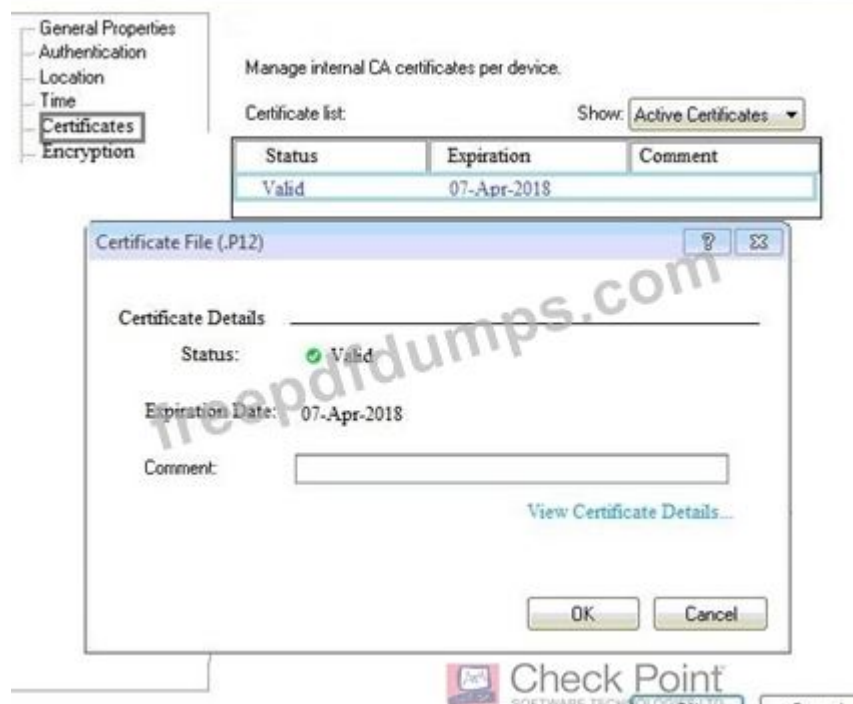 General Properties
Authentication
Location
Time
Certificates
Encryption
Manage internal CA certificates per device.
Certificate list:
Show: Active Certificates
Status Expiration Comment
Valid 07-Apr-2018
Certificate File (.P12)
?
Certificate Details
Status: Valid
Expiration Date: 07-Apr-2018
Comment:
View Certificate Details...
OK Cancel
freepdfdumps.com
Check Point
SOFTWARE